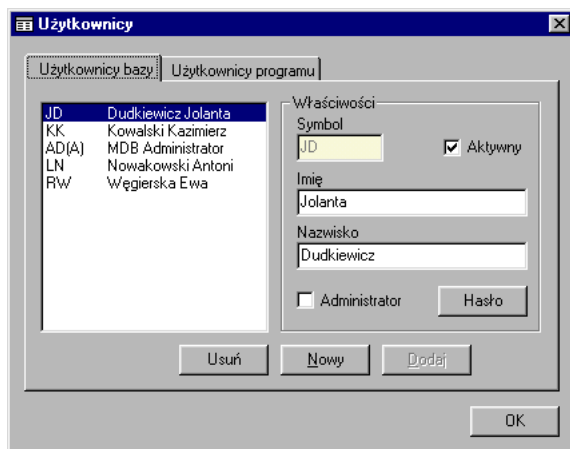 Użytkownicy
Użytkownicy bazy
Użytkownicy programu
JD Dudkiewicz Jolanta
KK Kowalski Kazimierz
AD(A) MDB Administrator
LN Nowakowski Antoni
RW Węgierska Ewa
Właściwości
Symbol
JD
Aktywny
Imię
Jolanta
Nazwisko
Dudkiewicz
Administrator
Hasło
Usuń
Nowy
Dodaj
OK